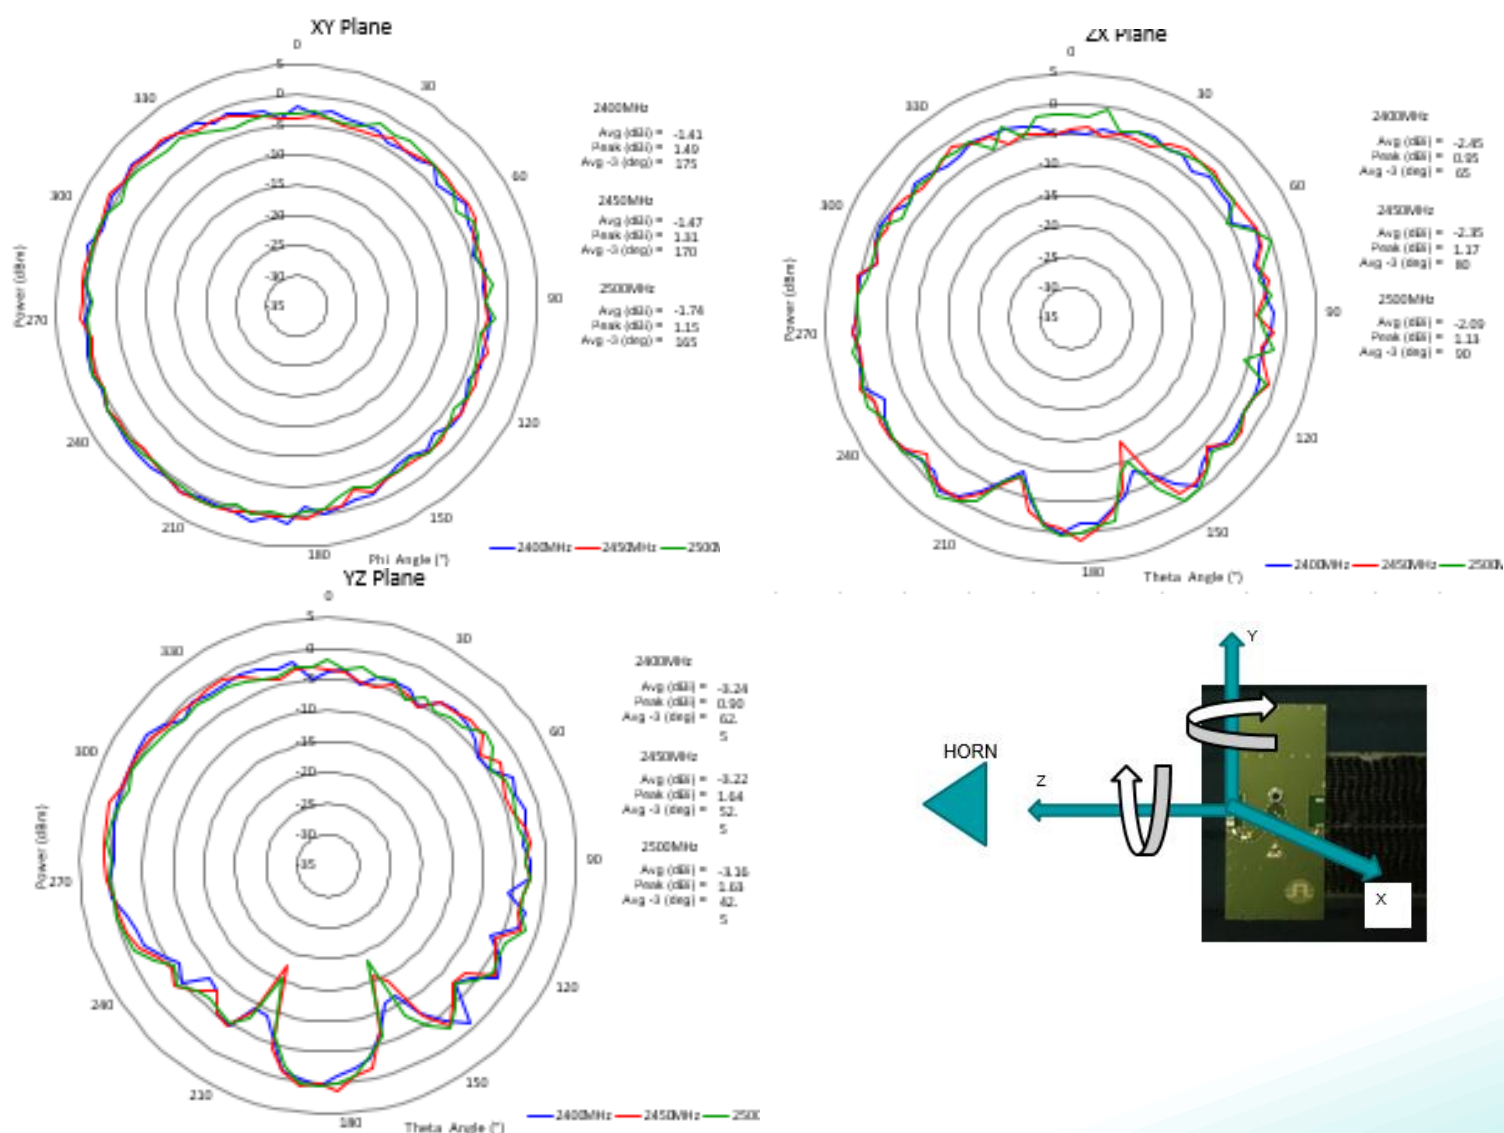 XY Plane
0
30
60
90
120
150
180
210
240
270
300
330
5
0
-5
-10
-15
-20
-25
-30
-35
Power (dBm)
Phi Angle (°)
2400MHz
Avg (dBi) = -1.41
Peak (dBi) = 1.49
Avg -3 (deg) = 175
2450MHz
Avg (dBi) = -1.47
Peak (dBi) = 1.31
Avg -3 (deg) = 170
2500MHz
Avg (dBi) = -1.74
Peak (dBi) = 1.15
Avg -3 (deg) = 165
2400MHz 2450MHz 2500
ZX Plane
0
30
60
90
120
150
180
210
240
270
300
330
5
0
-5
-10
-15
-20
-25
-30
-35
Power (dBm)
Theta Angle (°)
2400MHz
Avg (dBi) = -2.45
Peak (dBi) = 0.95
Avg -3 (deg) = 65
2450MHz
Avg (dBi) = -2.35
Peak (dBi) = 1.17
Avg -3 (deg) = 80
2500MHz
Avg (dBi) = -2.09
Peak (dBi) = 1.13
Avg -3 (deg) = 90
2400MHz 2450MHz 2500
YZ Plane
0
30
60
90
120
150
180
210
240
270
300
330
5
0
-5
-10
-15
-20
-25
-30
-35
Power (dBm)
Theta Angle (°)
2400MHz
Avg (dBi) = -3.24
Peak (dBi) = 0.90
Avg -3 (deg) = 62.
5
2450MHz
Avg (dBi) = -3.22
Peak (dBi) = 1.64
Avg -3 (deg) = 52.
5
2500MHz
Avg (dBi) = -3.16
Peak (dBi) = 1.63
Avg -3 (deg) = 42.
5
2400MHz 2450MHz 2500
Y
HORN
Z
X